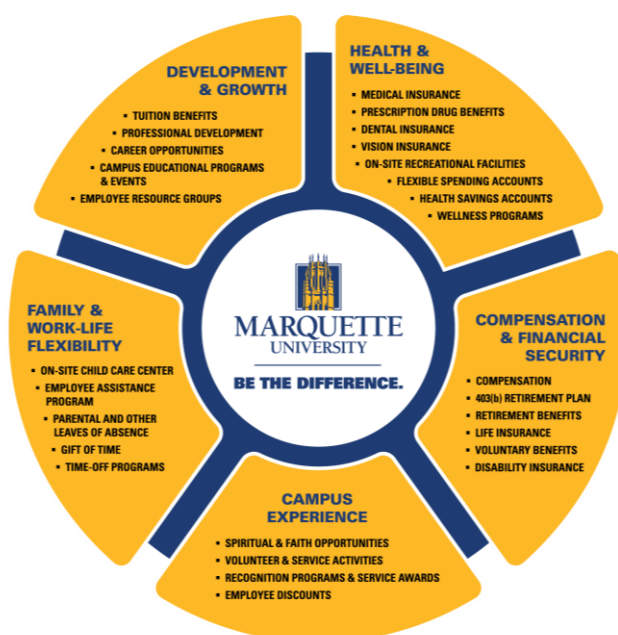 DEVELOPMENT
& GROWTH
▪ TUITION BENEFITS
▪ PROFESSIONAL DEVELOPMENT
▪ CAREER OPPORTUNITIES
▪ CAMPUS EDUCATIONAL PROGRAMS
& EVENTS
▪ EMPLOYEE RESOURCE GROUPS
HEALTH &
WELL-BEING
▪ MEDICAL INSURANCE
▪ PRESCRIPTION DRUG BENEFITS
▪ DENTAL INSURANCE
▪ VISION INSURANCE
▪ ON-SITE RECREATIONAL FACILITIES
▪ FLEXIBLE SPENDING ACCOUNTS
▪ HEALTH SAVINGS ACCOUNTS
▪ WELLNESS PROGRAMS
FAMILY &
WORK-LIFE
FLEXIBILITY
▪ ON-SITE CHILD CARE CENTER
▪ EMPLOYEE ASSISTANCE
PROGRAM
▪ PARENTAL AND OTHER
LEAVES OF ABSENCE
▪ GIFT OF TIME
▪ TIME-OFF PROGRAMS
MARQUETTE
UNIVERSITY
BE THE DIFFERENCE.
COMPENSATION
& FINANCIAL
SECURITY
▪ COMPENSATION
▪ 403(b) RETIREMENT PLAN
▪ RETIREMENT BENEFITS
▪ LIFE INSURANCE
▪ VOLUNTARY BENEFITS
▪ DISABILITY INSURANCE
CAMPUS
EXPERIENCE
▪ SPIRITUAL & FAITH OPPORTUNITIES
▪ VOLUNTEER & SERVICE ACTIVITIES
▪ RECOGNITION PROGRAMS & SERVICE AWARDS
▪ EMPLOYEE DISCOUNTS